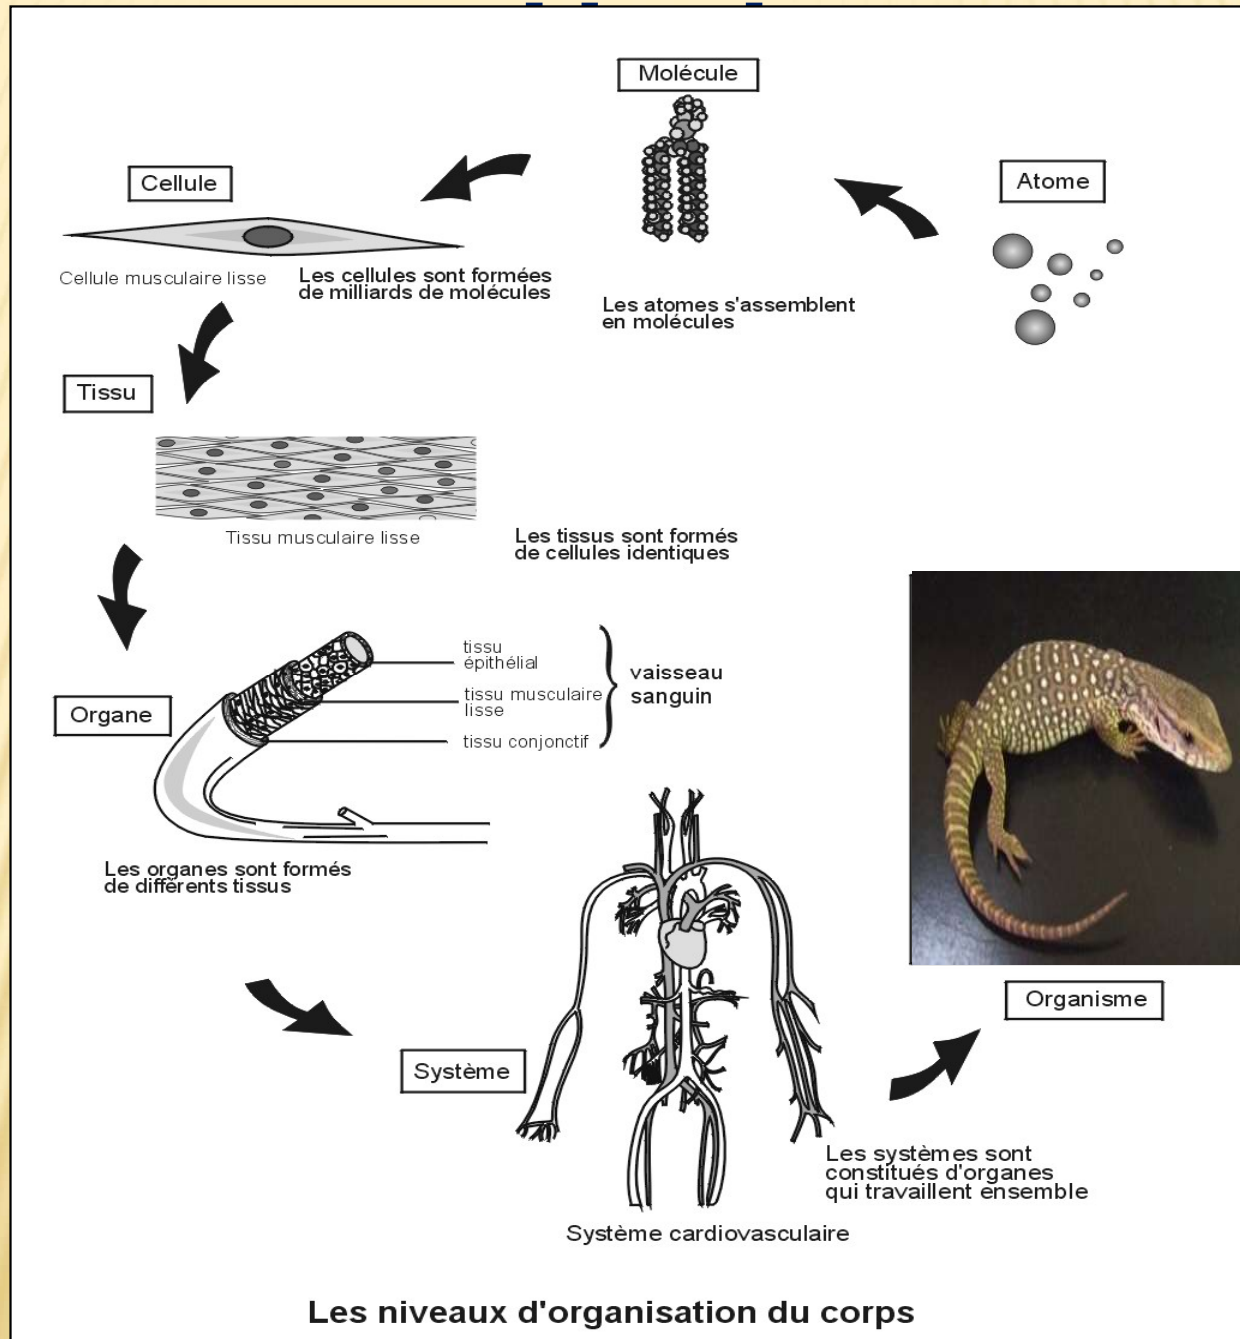 Molécule
Atome
Les atomes s'assemblent
en molécules
Cellule
Cellule musculaire lisse
Les cellules sont formées
de milliards de molécules
Tissu
Tissu musculaire lisse
Les tissus sont formés
de cellules identiques
Organe
tissu
épithélial
tissu musculaire
lisse
tissu conjonctif
vaisseau
sanguin
Les organes sont formés
de différents tissus
Système
Système cardiovasculaire
Les systèmes sont
constitués d'organes
qui travaillent ensemble
Organisme
Les niveaux d'organisation du corps